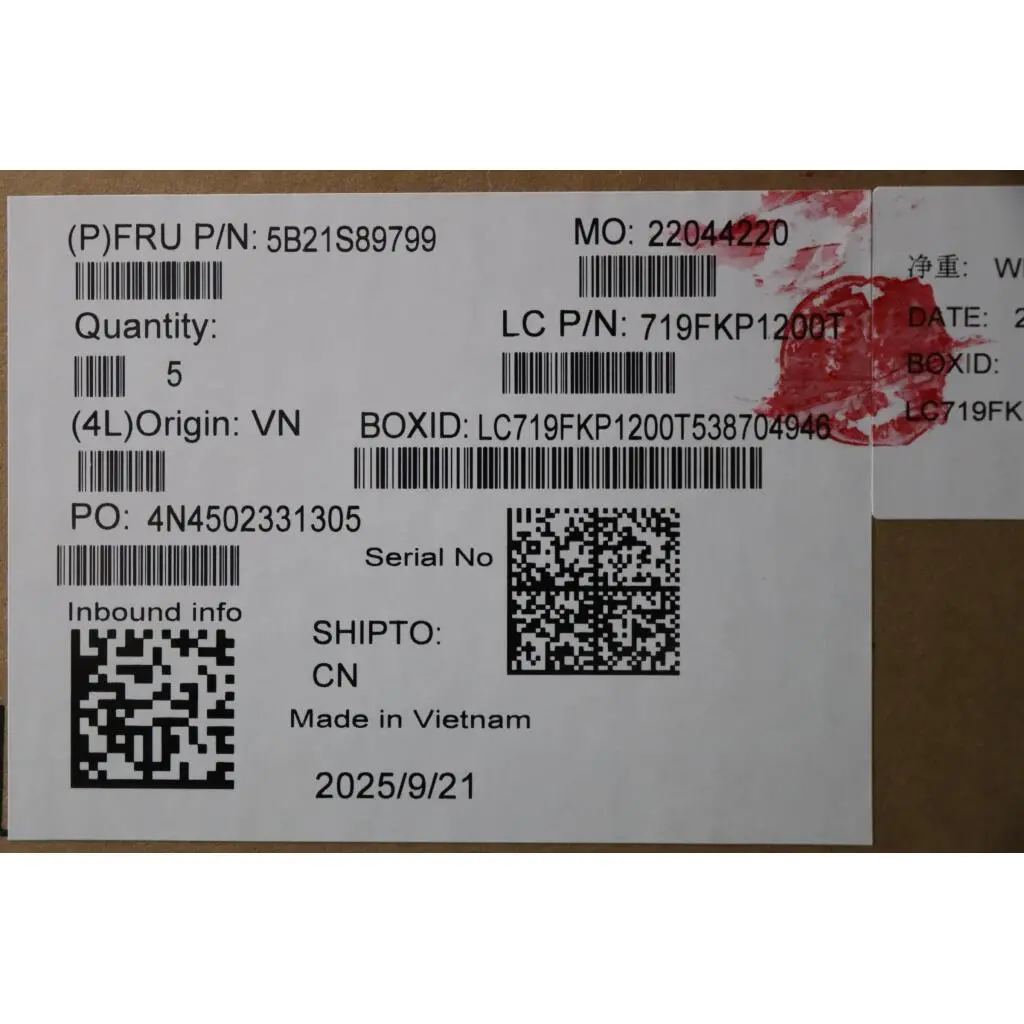 (P)FRU P/N: 5B21S89799
MO: 22044220
Quantity:
5
LC P/N: 719FKP1200T
(4L)Origin: VN
BOXID: LC719FKP1200T538704946
PO: 4N4502331305
Serial No
Inbound info
SHIPTO:
CN
Made in Vietnam
2025/9/21
净重:
DATE:
BOXID:
LC719FK